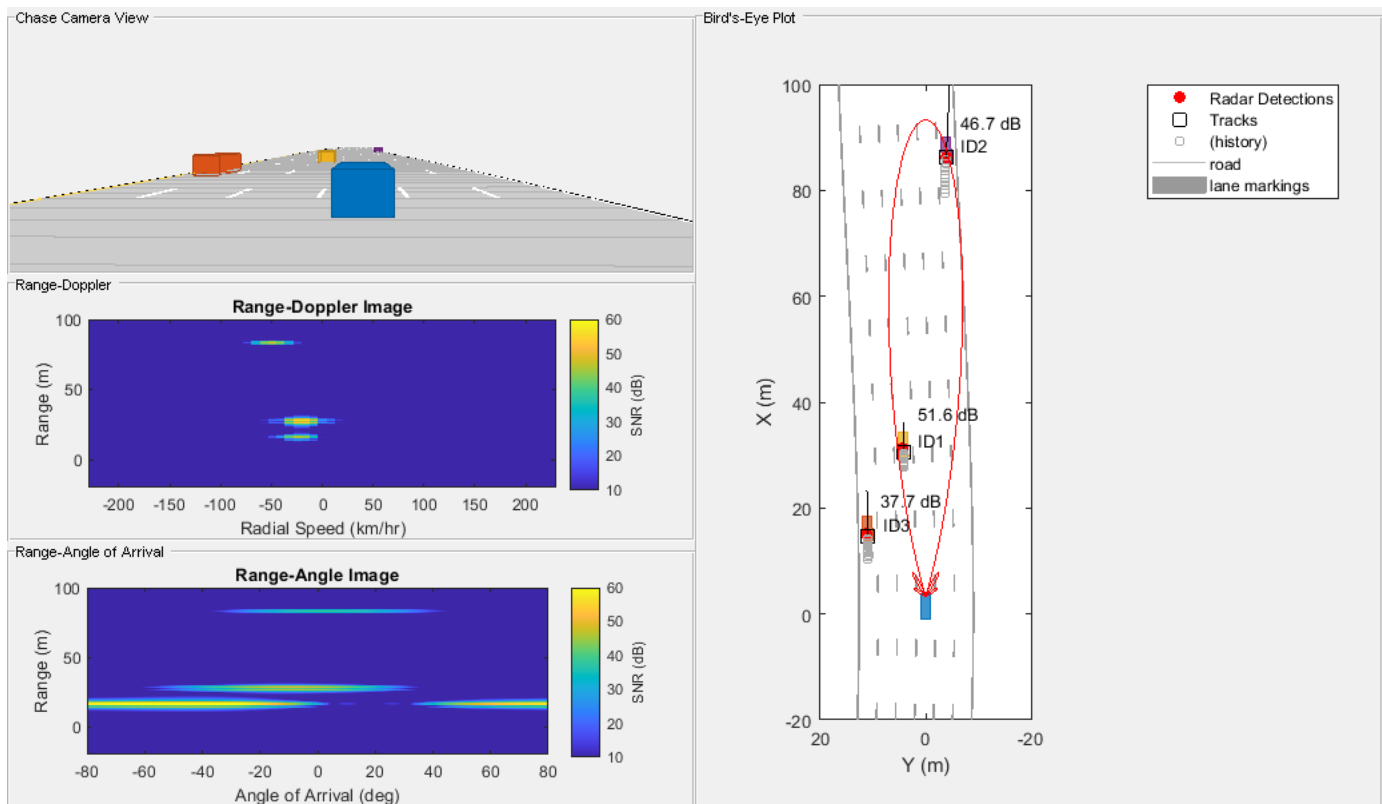 Chase Camera View
Range-Doppler
Range-Doppler Image
100
50
0
Range (m)
-200 -150 -100 -50 0 50 100 150 200
Radial Speed (km/hr)
60
50
40
30
20
10
SNR (dB)
Range-Angle of Arrival
Range-Angle Image
100
50
0
Range (m)
-80 -60 -40 -20 0 20 40 60 80
Angle of Arrival (deg)
60
50
40
30
20
10
SNR (dB)
Bird's-Eye Plot
100
80
60
40
20
0
-20
X (m)
20 0 -20
Y (m)
46.7 dB
ID2
51.6 dB
ID1
37.7 dB
ID3
Radar Detections
Tracks
(history)
road
lane markings